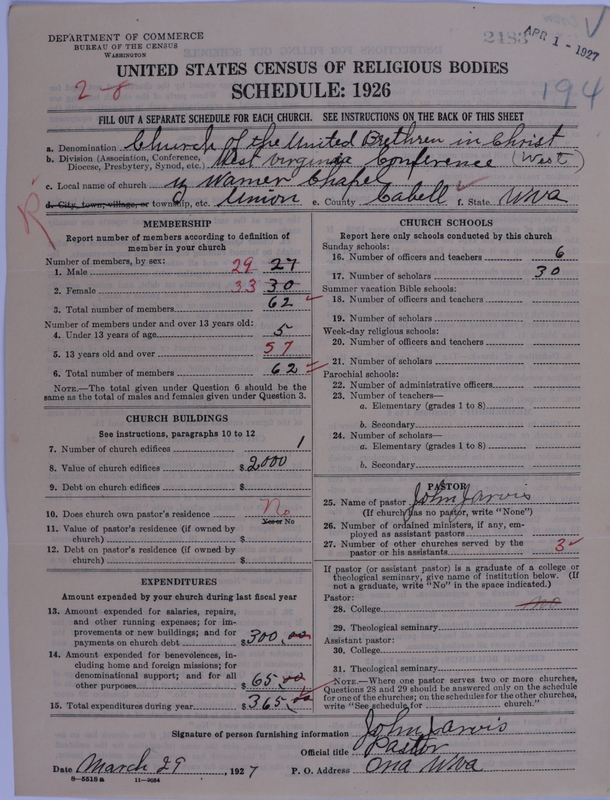 DEPARTMENT OF COMMERCE
BUREAU OF THE CENSUS
WASHINGTON
2183
APR 1 - 1927
194
2-8
UNITED STATES CENSUS OF RELIGIOUS BODIES
SCHEDULE: 1926
FILL OUT A SEPARATE SCHEDULE FOR EACH CHURCH. SEE INSTRUCTIONS ON THE BACK OF THIS SHEET
a. Denomination Church of the United Brethren in Christ
b. Division (Association, Conference, Diocese, Presbytery, Synod, etc.) West Virginia Conference (West)
c. Local name of church Warner Chapel
d. City, town, village, or township, etc. Union e. County Cabell f. State W Va
MEMBERSHIP
Report number of members according to definition of
member in your church
Number of members, by sex:
1. Male 29 27
2. Female 33 30
3. Total number of members 62
Number of members under and over 13 years old:
4. Under 13 years of age 5
5. 13 years old and over 57
6. Total number of members 62
NOTE.—The total given under Question 6 should be the
same as the total of males and females given under Question 3.
CHURCH BUILDINGS
See instructions, paragraphs 10 to 12
7. Number of church edifices 1
8. Value of church edifices $2000
9. Debt on church edifices $
10. Does church own pastor's residence No
Yes or No
11. Value of pastor's residence (if owned by
church) $
12. Debt on pastor's residence (if owned by
church) $
EXPENDITURES
Amount expended by your church during last fiscal year
13. Amount expended for salaries, repairs,
and other running expenses; for im-
provements or new buildings; and for
payments on church debt $300.00
14. Amount expended for benevolences, in-
cluding home and foreign missions; for
denominational support; and for all
other purposes $65.00
15. Total expenditures during year $365.00
CHURCH SCHOOLS
Report here only schools conducted by this church
Sunday schools:
16. Number of officers and teachers 6
17. Number of scholars 30
Summer vacation Bible schools:
18. Number of officers and teachers
19. Number of scholars
Week-day religious schools:
20. Number of officers and teachers
21. Number of scholars
Parochial schools:
22. Number of administrative officers
23. Number of teachers—
a. Elementary (grades 1 to 8)
b. Secondary
24. Number of scholars—
a. Elementary (grades 1 to 8)
b. Secondary
PASTOR
25. Name of pastor John Jarvis
(If church has no pastor, write "None")
26. Number of ordained ministers, if any, em-
ployed as assistant pastors
27. Number of other churches served by the
pastor or his assistants 3
If pastor (or assistant pastor) is a graduate of a college or
theological seminary, give name of institution below. (If
not a graduate, write "No" in the space indicated.)
Pastor:
28. College no
29. Theological seminary
Assistant pastor:
30. College
31. Theological seminary
NOTE.—Where one pastor serves two or more churches,
Questions 28 and 29 should be answered only on the schedule
for one of the churches; on the schedules for the other churches,
write "See schedule for church."
Signature of person furnishing information John Jarvis
Official title Pastor
Date March 29, 1927 P. O. Address Ona W Va
8-5518a 11-9084